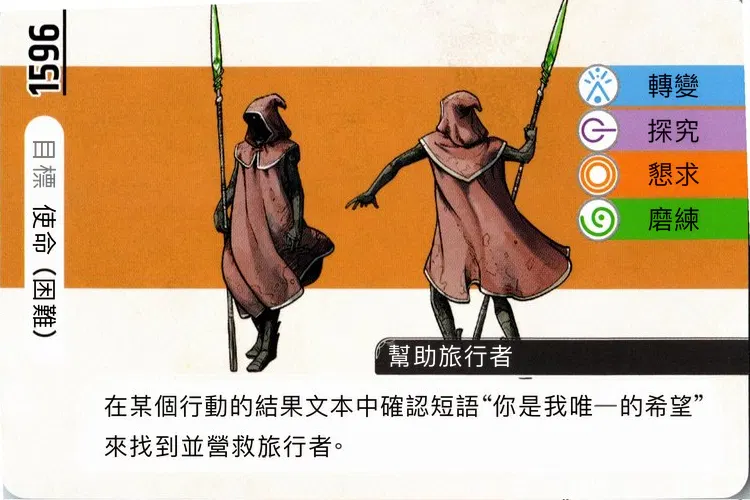 1596
目標 使命（困難）
轉變
探究
懇求
磨練
幫助旅行者
在某個行動的結果文本中確認短語“你是我唯一的希望”
來找到並營救旅行者。